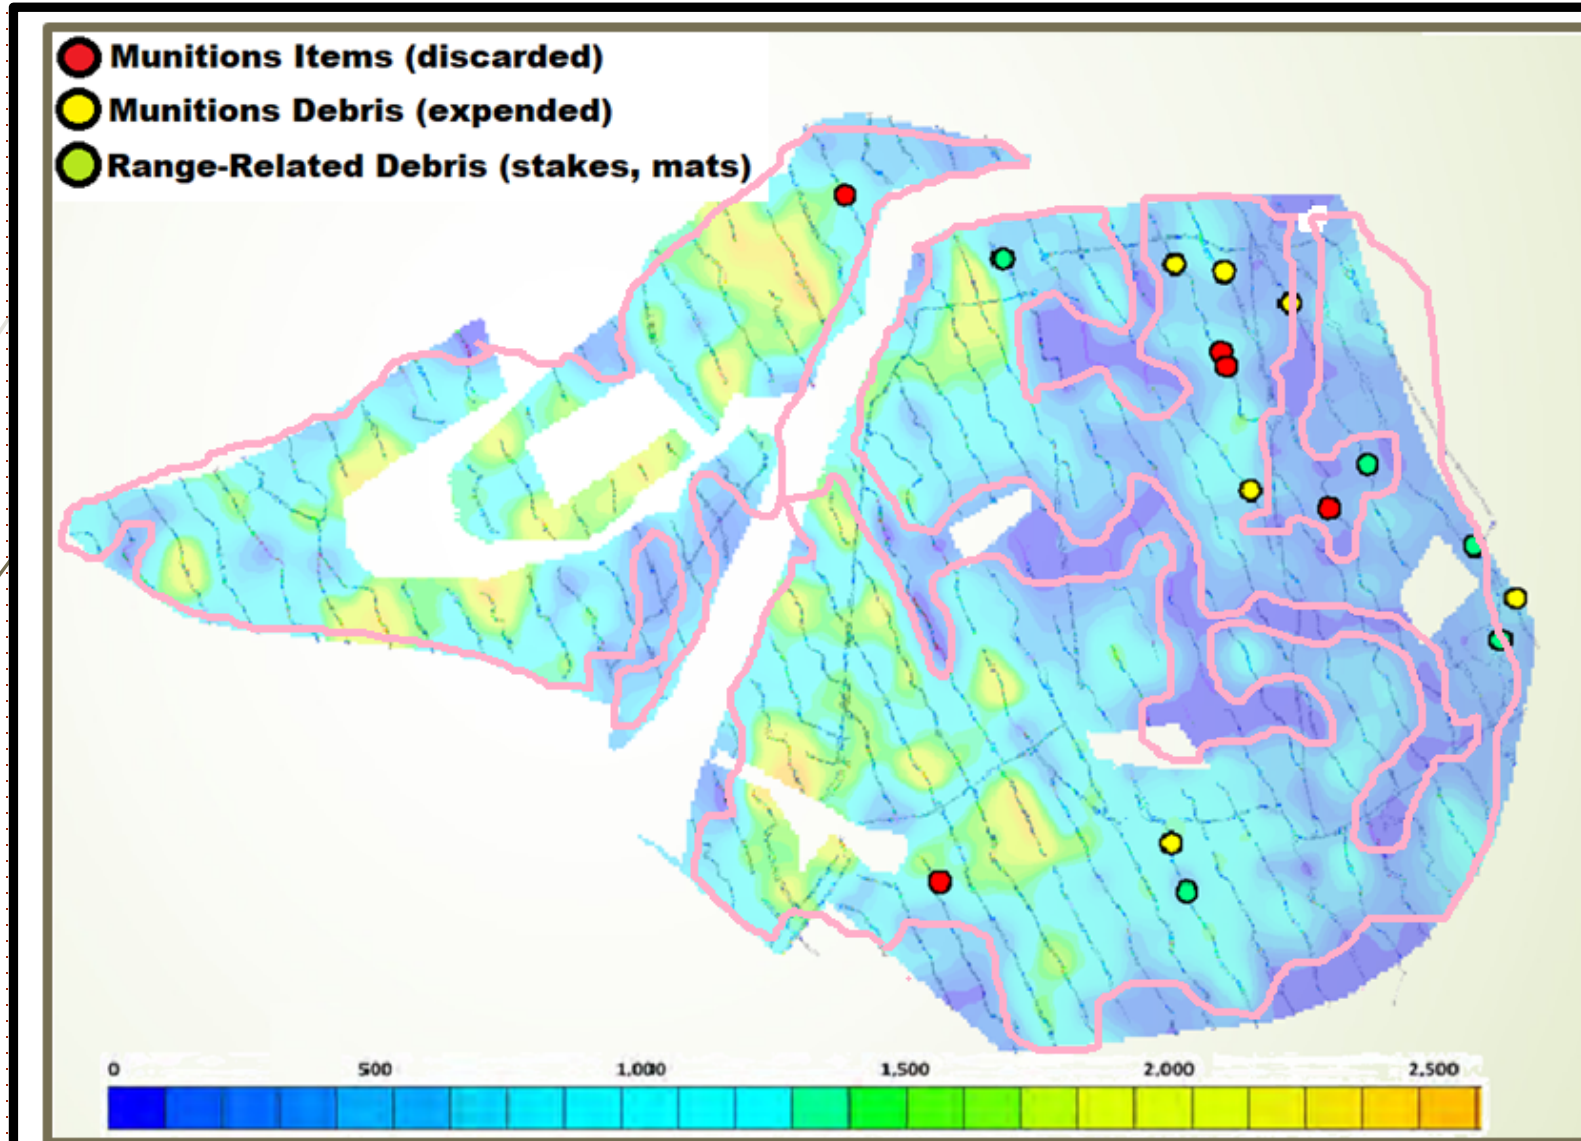 Munitions Items (discarded)
Munitions Debris (expended)
Range-Related Debris (stakes, mats)
0 500 1,000 1,500 2,000 2,500